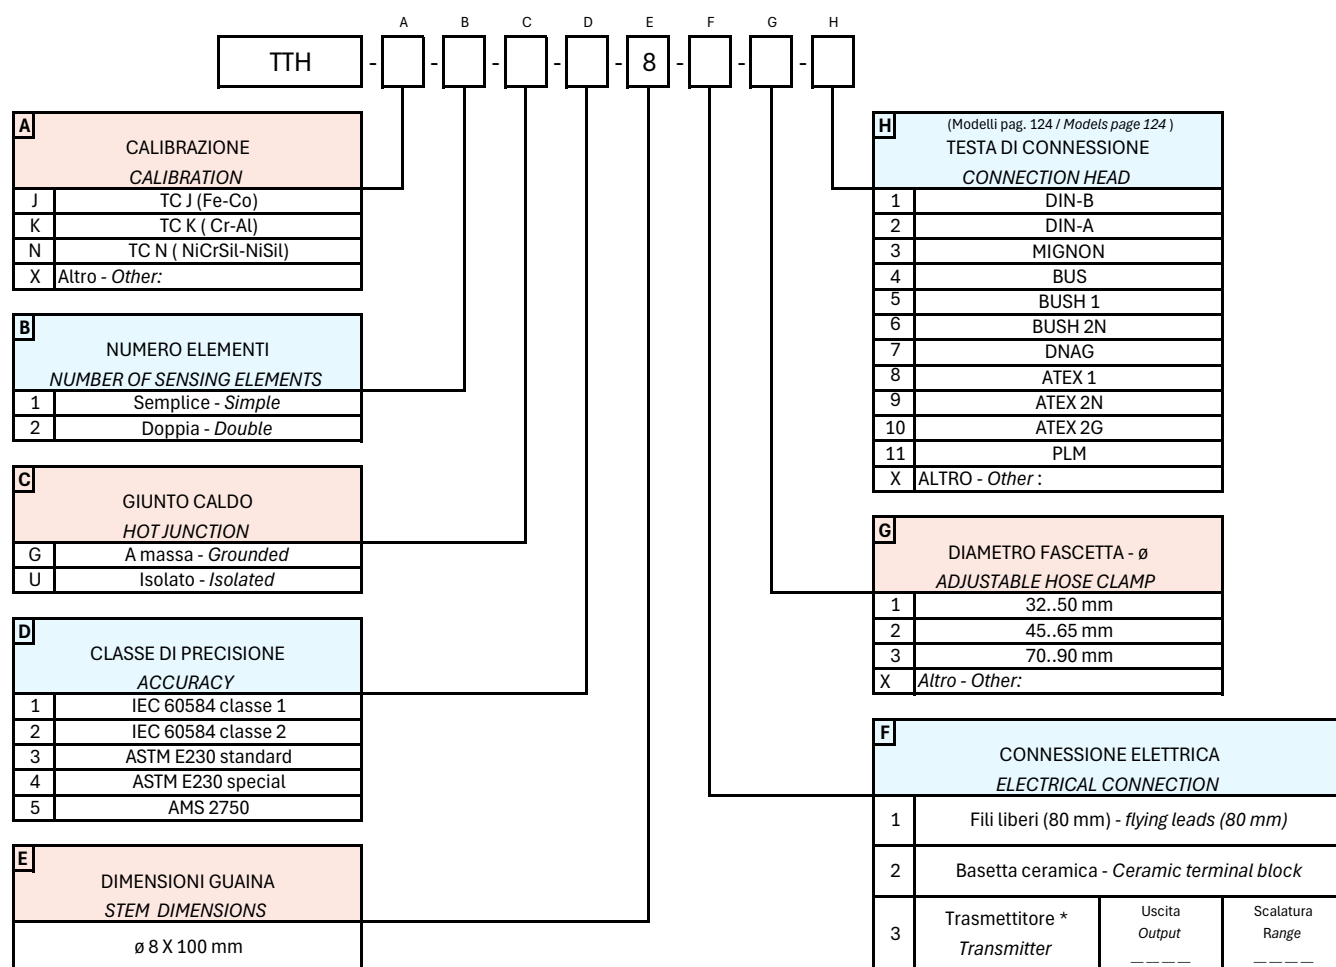 A B C D E F G H
TTH - - - - - 8 - - -
A
CALIBRAZIONE
CALIBRATION
J TC J (Fe-Co)
K TC K ( Cr-Al)
N TC N ( NiCrSil-NiSil)
X Altro - Other:
B
NUMERO ELEMENTI
NUMBER OF SENSING ELEMENTS
1 Semplice - Simple
2 Doppia - Double
C
GIUNTO CALDO
HOT JUNCTION
G A massa - Grounded
U Isolato - Isolated
D
CLASSE DI PRECISIONE
ACCURACY
1 IEC 60584 classe 1
2 IEC 60584 classe 2
3 ASTM E230 standard
4 ASTM E230 special
5 AMS 2750
E
DIMENSIONI GUAINA
STEM DIMENSIONS
ø 8 X 100 mm
H
(Modelli pag. 124 / Models page 124 )
TESTA DI CONNESSIONE
CONNECTION HEAD
1 DIN-B
2 DIN-A
3 MIGNON
4 BUS
5 BUSH 1
6 BUSH 2N
7 DNAG
8 ATEX 1
9 ATEX 2N
10 ATEX 2G
11 PLM
X ALTRO - Other :
G
DIAMETRO FASCETTA - ø
ADJUSTABLE HOSE CLAMP
1 32..50 mm
2 45..65 mm
3 70..90 mm
X Altro - Other:
F
CONNESSIONE ELETTRICA
ELECTRICAL CONNECTION
1 Fili liberi (80 mm) - flying leads (80 mm)
2 Basetta ceramica - Ceramic terminal block
3 Trasmettitore * Uscita Scalatura
Transmitter Output Range
____ ____